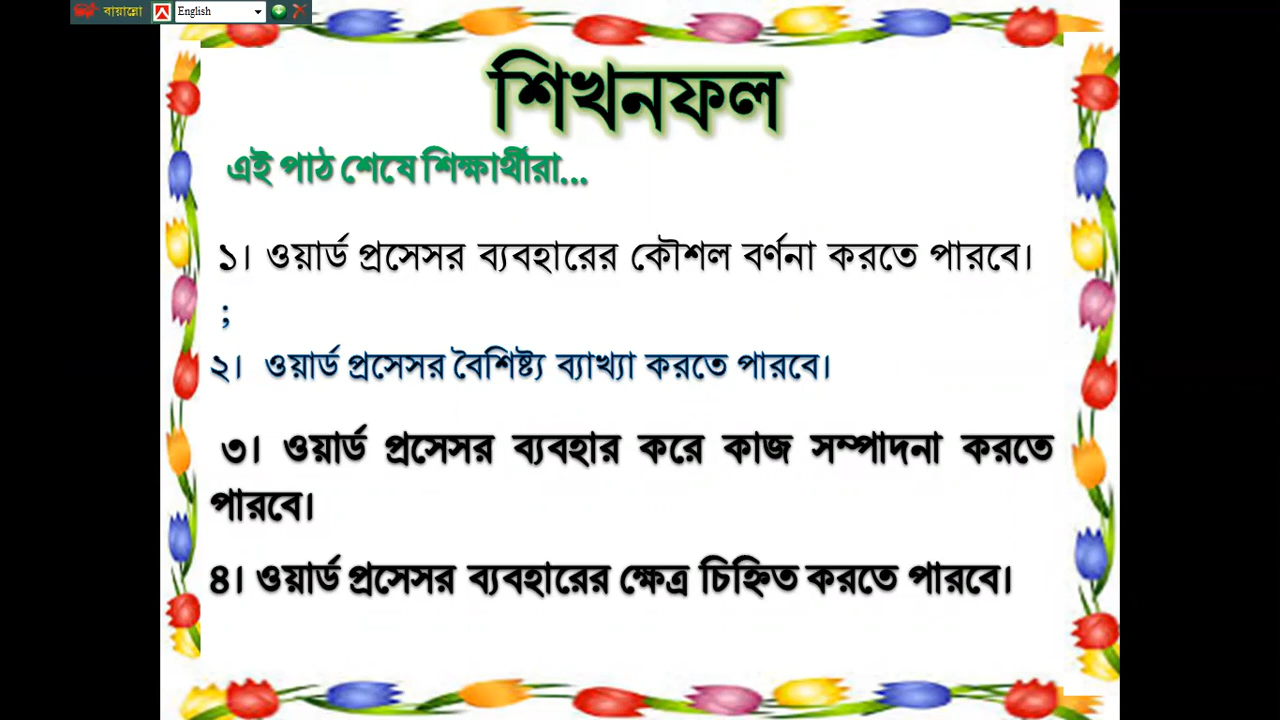 বায়ান্নো English
শিখনফল
এই পাঠ শেষে শিক্ষার্থীরা...
১। ওয়ার্ড প্রসেসর ব্যবহারের কৌশল বর্ণনা করতে পারবে।
;
২। ওয়ার্ড প্রসেসর বৈশিষ্ট্য ব্যাখ্যা করতে পারবে।
৩। ওয়ার্ড প্রসেসর ব্যবহার করে কাজ সম্পাদনা করতে
পারবে।
৪। ওয়ার্ড প্রসেসর ব্যবহারের ক্ষেত্র চিহ্নিত করতে পারবে।